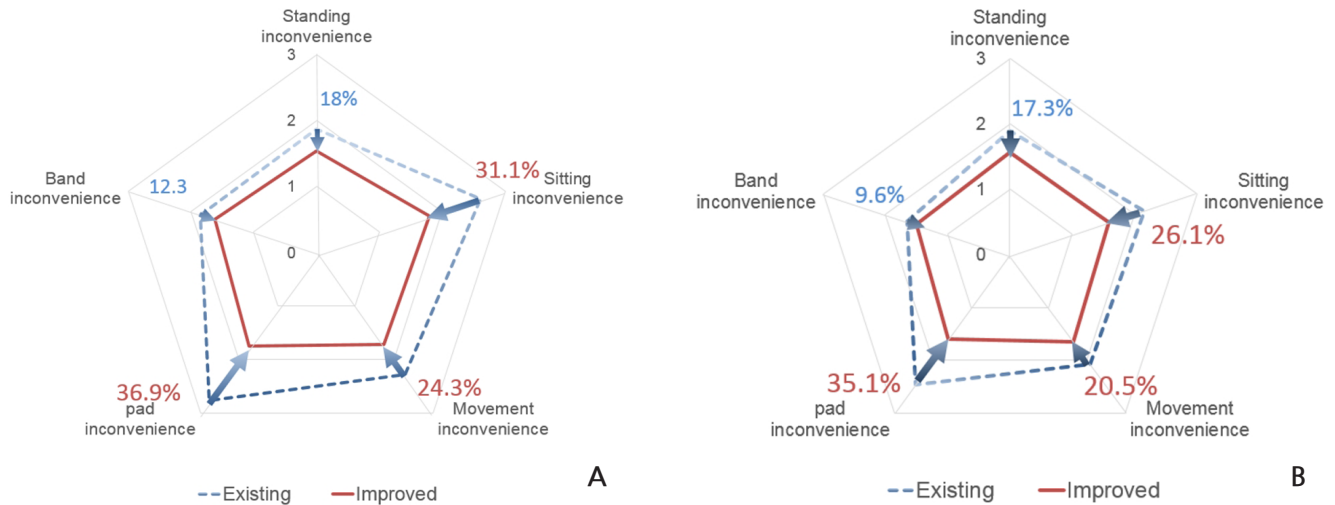 Standing
inconvenience
3
18%
2
31.1%
Sitting
inconvenience
Band
inconvenience
12.3
1
0
36.9%
pad
inconvenience
24.3%
Movement
inconvenience
Existing
Improved
A
Standing
inconvenience
3
17.3%
2
Band
inconvenience
9.6%
Sitting
inconvenience
26.1%
1
0
35.1%
pad
inconvenience
20.5%
Movement
inconvenience
Existing
Improved
B